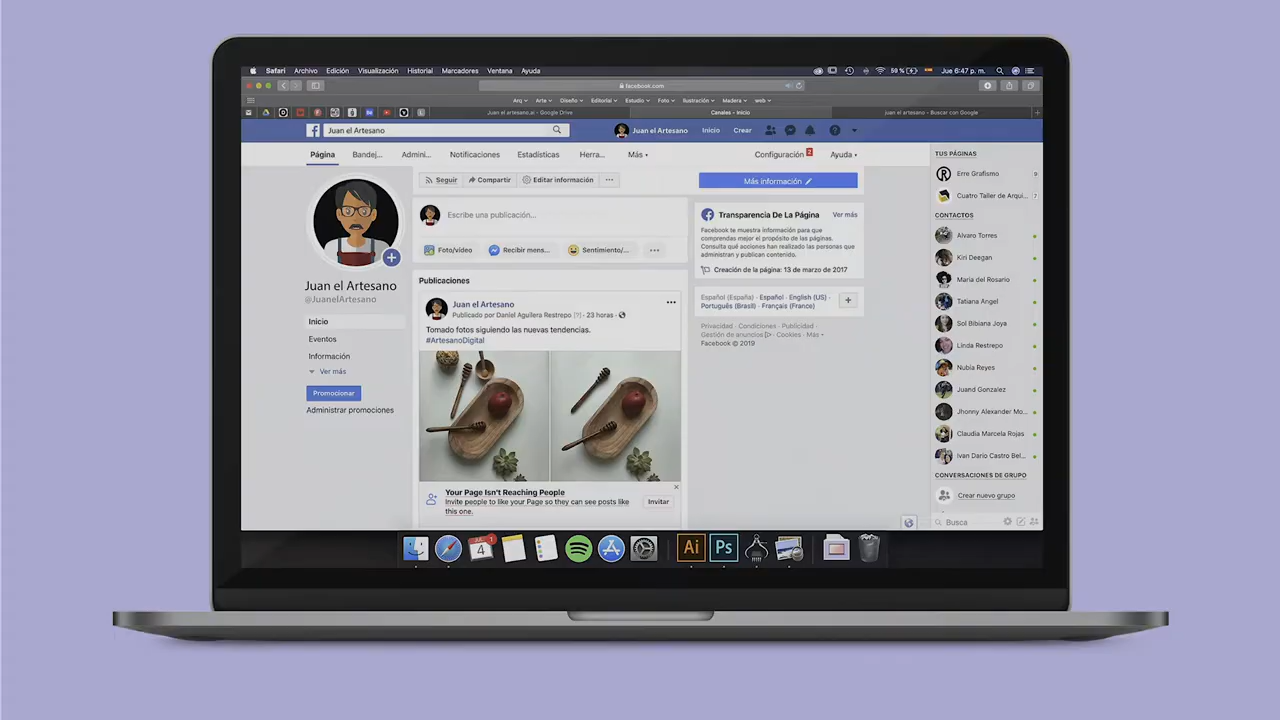 Safari Archivo Edición Visualización Historial Marcadores Ventana Ayuda
59 % Jue 6:47 p. m.
facebook.com
Arq Arte Diseño Editorial Estudio Foto Ilustración Madera web
Juan el artesano.ai - Google Drive
Canales - Inicio
juan el artesano - Buscar con Google
Juan el Artesano
Juan el Artesano Inicio Crear
Página Bandej... Admini... Notificaciones Estadísticas Herra... Más
Configuración 2 Ayuda
Seguir Compartir Editar información ...
Más información
Juan el Artesano
@JuanelArtesano
Inicio
Eventos
Información
Ver más
Promocionar
Administrar promociones
Escribe una publicación...
Foto/video Recibir mens... Sentimiento/... ...
Publicaciones
Juan el Artesano ...
Publicado por Daniel Aguilera Restrepo [?] · 23 horas ·
Tomado fotos siguiendo las nuevas tendencias.
#ArtesanoDigital
Your Page Isn't Reaching People
Invite people to like your Page so they can see posts like
this one.
Invitar
Transparencia De La Página Ver más
Facebook te muestra información para que
comprendas mejor el propósito de las páginas.
Consulta qué acciones han realizado las personas que
administran y publican contenido.
Creación de la página: 13 de marzo de 2017
Español (España) · Español · English (US) ·
Português (Brasil) · Français (France)
+
Privacidad · Condiciones · Publicidad ·
Gestión de anuncios · Cookies · Más
Facebook © 2019
TUS PÁGINAS
Erre Grafismo 9
Cuatro Taller de Arqui... 7
CONTACTOS
Alvaro Torres
Kiri Deegan
Maria del Rosario
Tatiana Angel
Sol Bibiana Joya
Linda Restrepo
Nubia Reyes
Juand Gonzalez
Jhonny Alexander Mo...
Claudia Marcela Rojas
Ivan Dario Castro Bel...
CONVERSACIONES DE GRUPO
Crear nuevo grupo
Busca
JUL 4 1
Ai
Ps